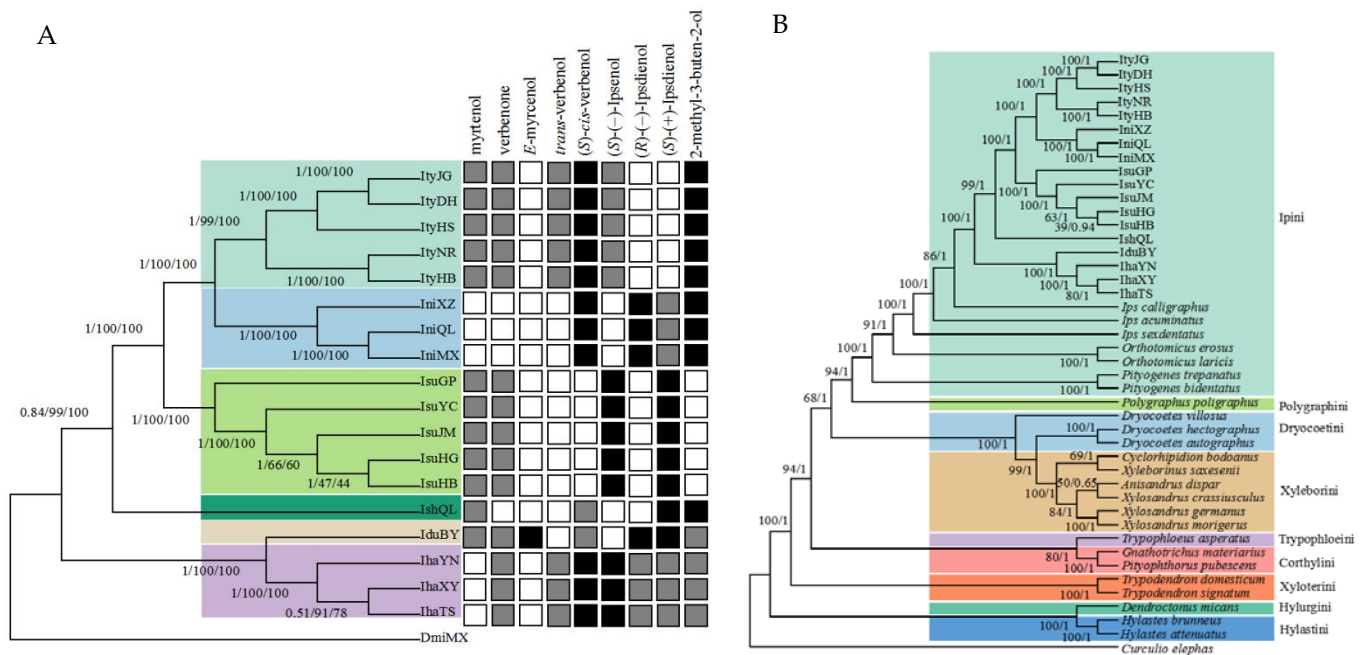 A
B
myrtenol
verbenone
E-myrcenol
trans-verbenol
(S)-cis-verbenol
(S)-(−)-Ipsenol
(R)-(−)-Ipsdienol
(S)-(+)-Ipsdienol
2-methyl-3-buten-2-ol
1/100/100
ItyJG
1/100/100
ItyDH
1/99/100
ItyHS
1/100/100
ItyNR
1/100/100
ItyHB
IniXZ
1/100/100
1/100/100
IniQL
1/100/100
IniMX
IsuGP
0.84/99/100
1/100/100
IsuYC
1/100/100
IsuJM
1/66/60
IsuHG
1/47/44
IsuHB
IshQL
IduBY
1/100/100
IhaYN
1/100/100
IhaXY
0.51/91/78
IhaTS
DmiMX
100/1
ItyJG
100/1
ItyDH
100/1
ItyHS
ItyNR
100/1
100/1
ItyHB
IniXZ
100/1
IniQL
100/1
IniMX
99/1
IsuGP
100/1
IsuYC
100/1
IsuJM
100/1
63/1
IsuHG
39/0.94
IsuHB
Ipini
86/1
IshQL
IduBY
100/1
IhaYN
100/1
IhaXY
80/1
IhaTS
100/1
Ips calligraphus
91/1
Ips acuminatus
100/1
Ips sexdentatus
Orthotomicus erosus
100/1
Orthotomicus laricis
94/1
Pityogenes trepanatus
100/1
Pityogenes bidentatus
68/1
Polygraphus poligraphus
Polygraphini
Dryocoetes villosus
100/1
Dryocoetes hectographus
Dryocoetini
100/1
Dryocoetes autographus
94/1
99/1
69/1
Cyclorhipidion bodoanus
Xyleborinus saxesenii
50/0.65
Anisandrus dispar
Xyleborini
100/1
Xylosandrus crassiusculus
84/1
Xylosandrus germanus
100/1
Xylosandrus morigerus
100/1
Trypophloeus asperatus
Trypophloeini
80/1
Gnathotrichus materiarius
Corthylini
100/1
Pityophthorus pubescens
Trypodendron domesticum
Xyloterini
100/1
Trypodendron signatum
Dendroctonus micans
Hylurgini
100/1
Hylastes brunneus
Hylastini
100/1
Hylastes attenuatus
Curculio elephas